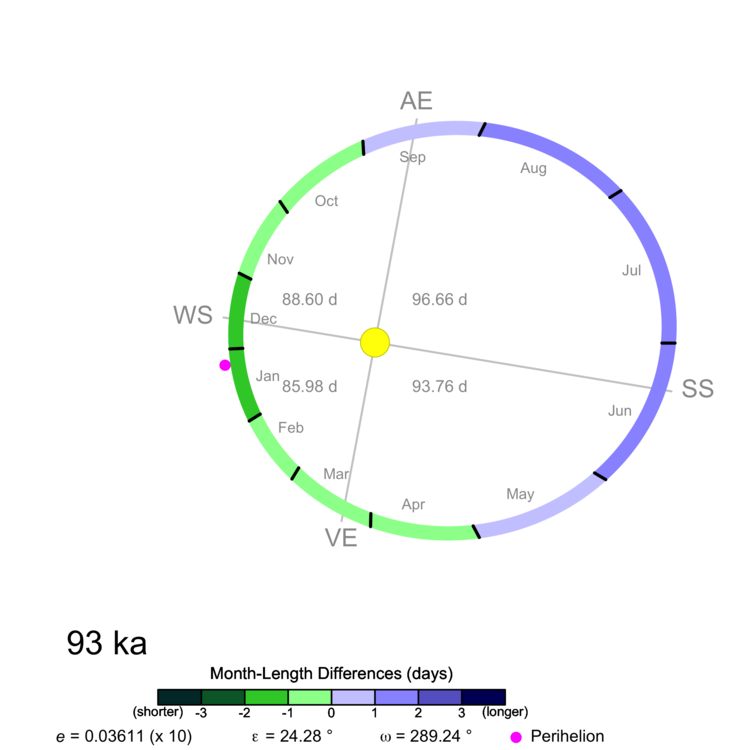 AE
Sep
Aug
Oct
Nov
Jul
88.60 d
96.66 d
WS
Dec
Jan
85.98 d
93.76 d
SS
Jun
Feb
Mar
May
Apr
VE
93 ka
Month-Length Differences (days)
(shorter) -3 -2 -1 0 1 2 3 (longer)
e = 0.03611 (x 10) ε = 24.28 ° ω = 289.24 ° Perihelion